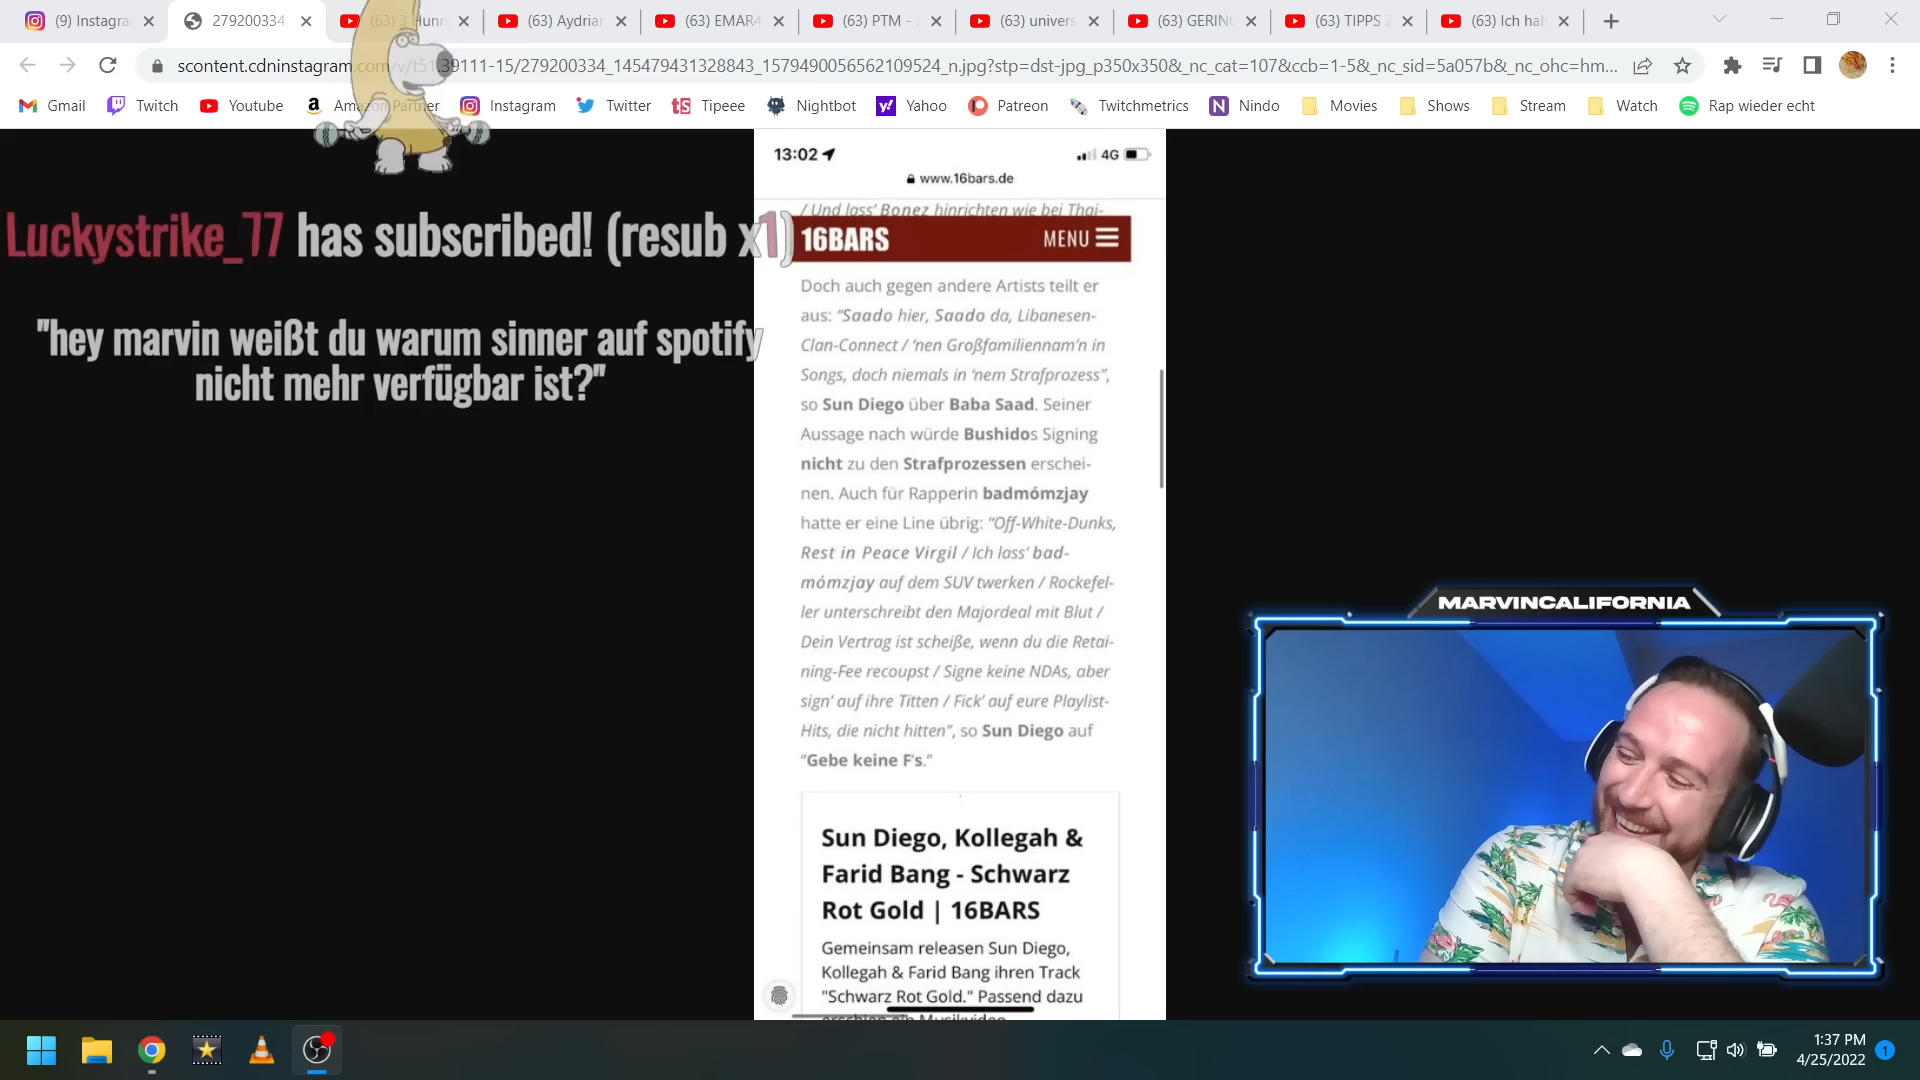 (9) Instagra
279200334
(63) 3 Hunn
(63) Aydrian
(63) EMAR4
(63) PTM - A
(63) univers
(63) GERING
(63) TIPPS Z
(63) Ich hab
scontent.cdninstagram.com/v/t51.39111-15/279200334_145479431328843_1579490056562109524_n.jpg?stp=dst-jpg_p350x350&_nc_cat=107&ccb=1-5&_nc_sid=5a057b&_nc_ohc=hm...
Gmail Twitch Youtube Amazon Partner Instagram Twitter Tipeee Nightbot Yahoo Patreon Twitchmetrics Nindo Movies Shows Stream Watch Rap wieder echt
Luckystrike_77 has subscribed! (resub x1)
"hey marvin weißt du warum sinner auf spotify
nicht mehr verfügbar ist?"
13:02 4G
www.16bars.de
/ Und lass' Bonez hinrichten wie bei Thai-
16BARS MENU
Doch auch gegen andere Artists teilt er
aus: "Saado hier, Saado da, Libanesen-
Clan-Connect / 'nen Großfamiliennam'n in
Songs, doch niemals in 'nem Strafprozess",
so Sun Diego über Baba Saad. Seiner
Aussage nach würde Bushidos Signing
nicht zu den Strafprozessen erschei-
nen. Auch für Rapperin badmómzjay
hatte er eine Line übrig: "Off-White-Dunks,
Rest in Peace Virgil / Ich lass' bad-
mómzjay auf dem SUV twerken / Rockefel-
ler unterschreibt den Majordeal mit Blut /
Dein Vertrag ist scheiße, wenn du die Retai-
ning-Fee recoupst / Signe keine NDAs, aber
sign' auf ihre Titten / Fick' auf eure Playlist-
Hits, die nicht hitten", so Sun Diego auf
"Gebe keine F's."
Sun Diego, Kollegah &
Farid Bang - Schwarz
Rot Gold | 16BARS
Gemeinsam releasen Sun Diego,
Kollegah & Farid Bang ihren Track
"Schwarz Rot Gold." Passend dazu
erschien ein Musikvideo
MARVINCALIFORNIA
1:37 PM
4/25/2022
1